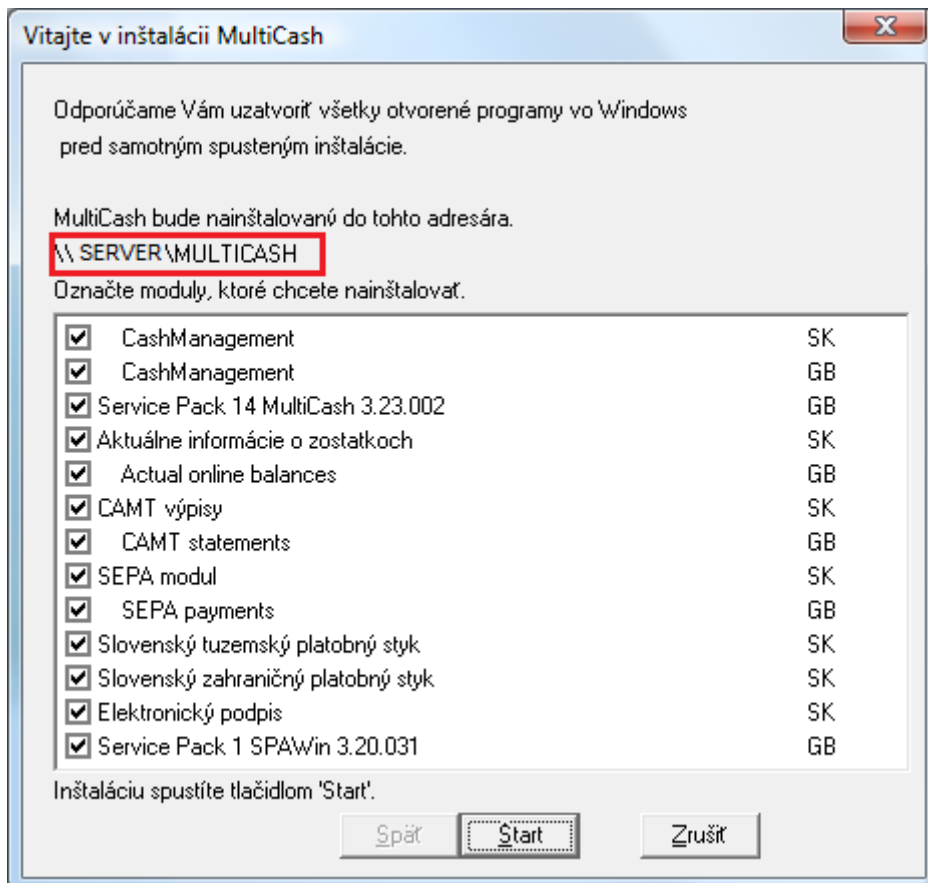 Vitajte v inštalácii MultiCash
Odporúčame Vám uzatvoriť všetky otvorené programy vo Windows
pred samotným spustením inštalácie.
MultiCash bude nainštalovaný do tohto adresára.
\\ SERVER\MULTICASH
Označte moduly, ktoré chcete nainštalovať.
CashManagement SK
CashManagement GB
Service Pack 14 MultiCash 3.23.002 GB
Aktuálne informácie o zostatkoch SK
Actual online balances GB
CAMT výpisy SK
CAMT statements GB
SEPA modul SK
SEPA payments GB
Slovenský tuzemský platobný styk SK
Slovenský zahraničný platobný styk SK
Elektronický podpis SK
Service Pack 1 SPAWin 3.20.031 GB
Inštaláciu spustíte tlačidlom 'Start'.
Späť Štart Zrušiť